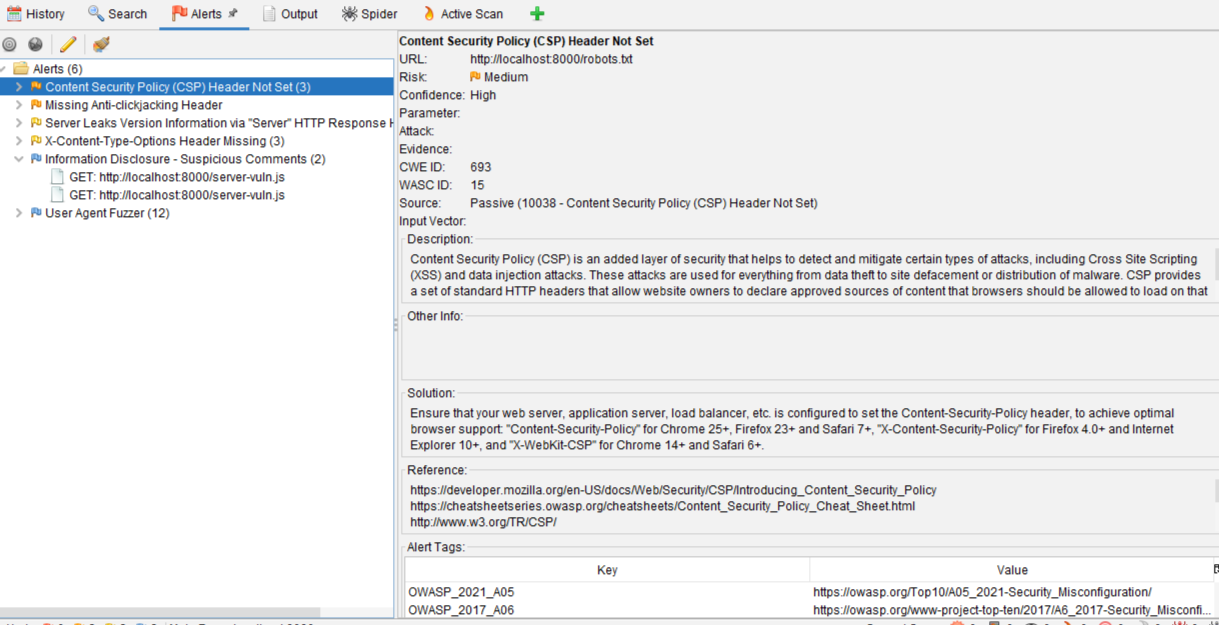 History Search Alerts Output Spider Active Scan
Alerts (6)
Content Security Policy (CSP) Header Not Set (3)
Missing Anti-clickjacking Header
Server Leaks Version Information via "Server" HTTP Response H
X-Content-Type-Options Header Missing (3)
Information Disclosure - Suspicious Comments (2)
GET: http://localhost:8000/server-vuln.js
GET: http://localhost:8000/server-vuln.js
User Agent Fuzzer (12)
Content Security Policy (CSP) Header Not Set
URL: http://localhost:8000/robots.txt
Risk: Medium
Confidence: High
Parameter:
Attack:
Evidence:
CWE ID: 693
WASC ID: 15
Source: Passive (10038 - Content Security Policy (CSP) Header Not Set)
Input Vector:
Description:
Content Security Policy (CSP) is an added layer of security that helps to detect and mitigate certain types of attacks, including Cross Site Scripting
(XSS) and data injection attacks. These attacks are used for everything from data theft to site defacement or distribution of malware. CSP provides
a set of standard HTTP headers that allow website owners to declare approved sources of content that browsers should be allowed to load on that
Other Info:
Solution:
Ensure that your web server, application server, load balancer, etc. is configured to set the Content-Security-Policy header, to achieve optimal
browser support: "Content-Security-Policy" for Chrome 25+, Firefox 23+ and Safari 7+, "X-Content-Security-Policy" for Firefox 4.0+ and Internet
Explorer 10+, and "X-WebKit-CSP" for Chrome 14+ and Safari 6+.
Reference:
https://developer.mozilla.org/en-US/docs/Web/Security/CSP/Introducing_Content_Security_Policy
https://cheatsheetseries.owasp.org/cheatsheets/Content_Security_Policy_Cheat_Sheet.html
http://www.w3.org/TR/CSP/
Alert Tags:
Key Value
OWASP_2021_A05 https://owasp.org/Top10/A05_2021-Security_Misconfiguration/
OWASP_2017_A06 https://owasp.org/www-project-top-ten/2017/A6_2017-Security_Misconfi...